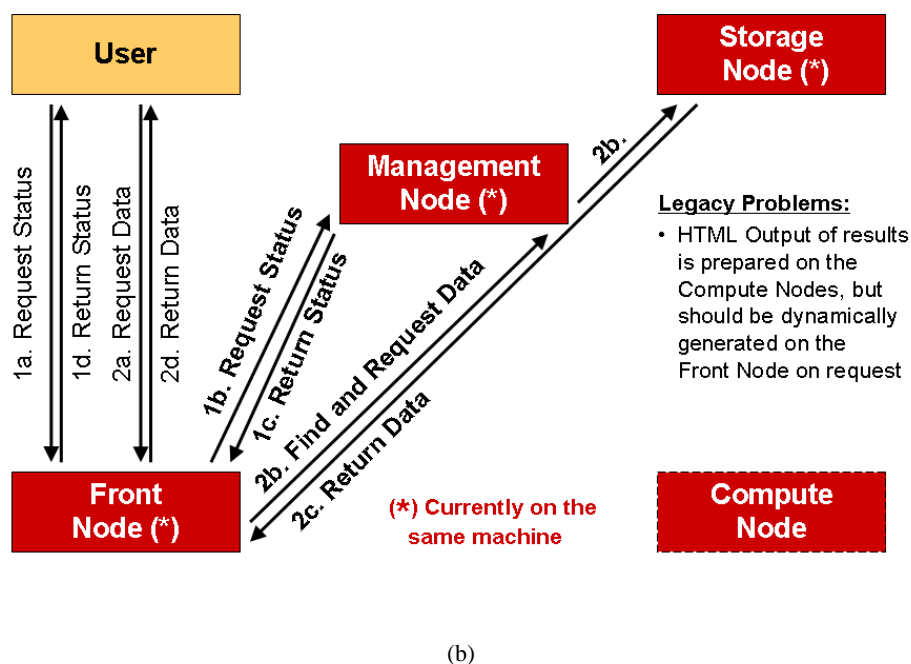 User
Storage
Node (*)
Management
Node (*)
2b.
1a. Request Status
1d. Return Status
2a. Request Data
2d. Return Data
1b. Request Status
1c. Return Status
2b. Find and Request Data
2c. Return Data
Legacy Problems:
• HTML Output of results
is prepared on the
Compute Nodes, but
should be dynamically
generated on the
Front Node on request
Front
Node (*)
(*) Currently on the
same machine
Compute
Node
(b)